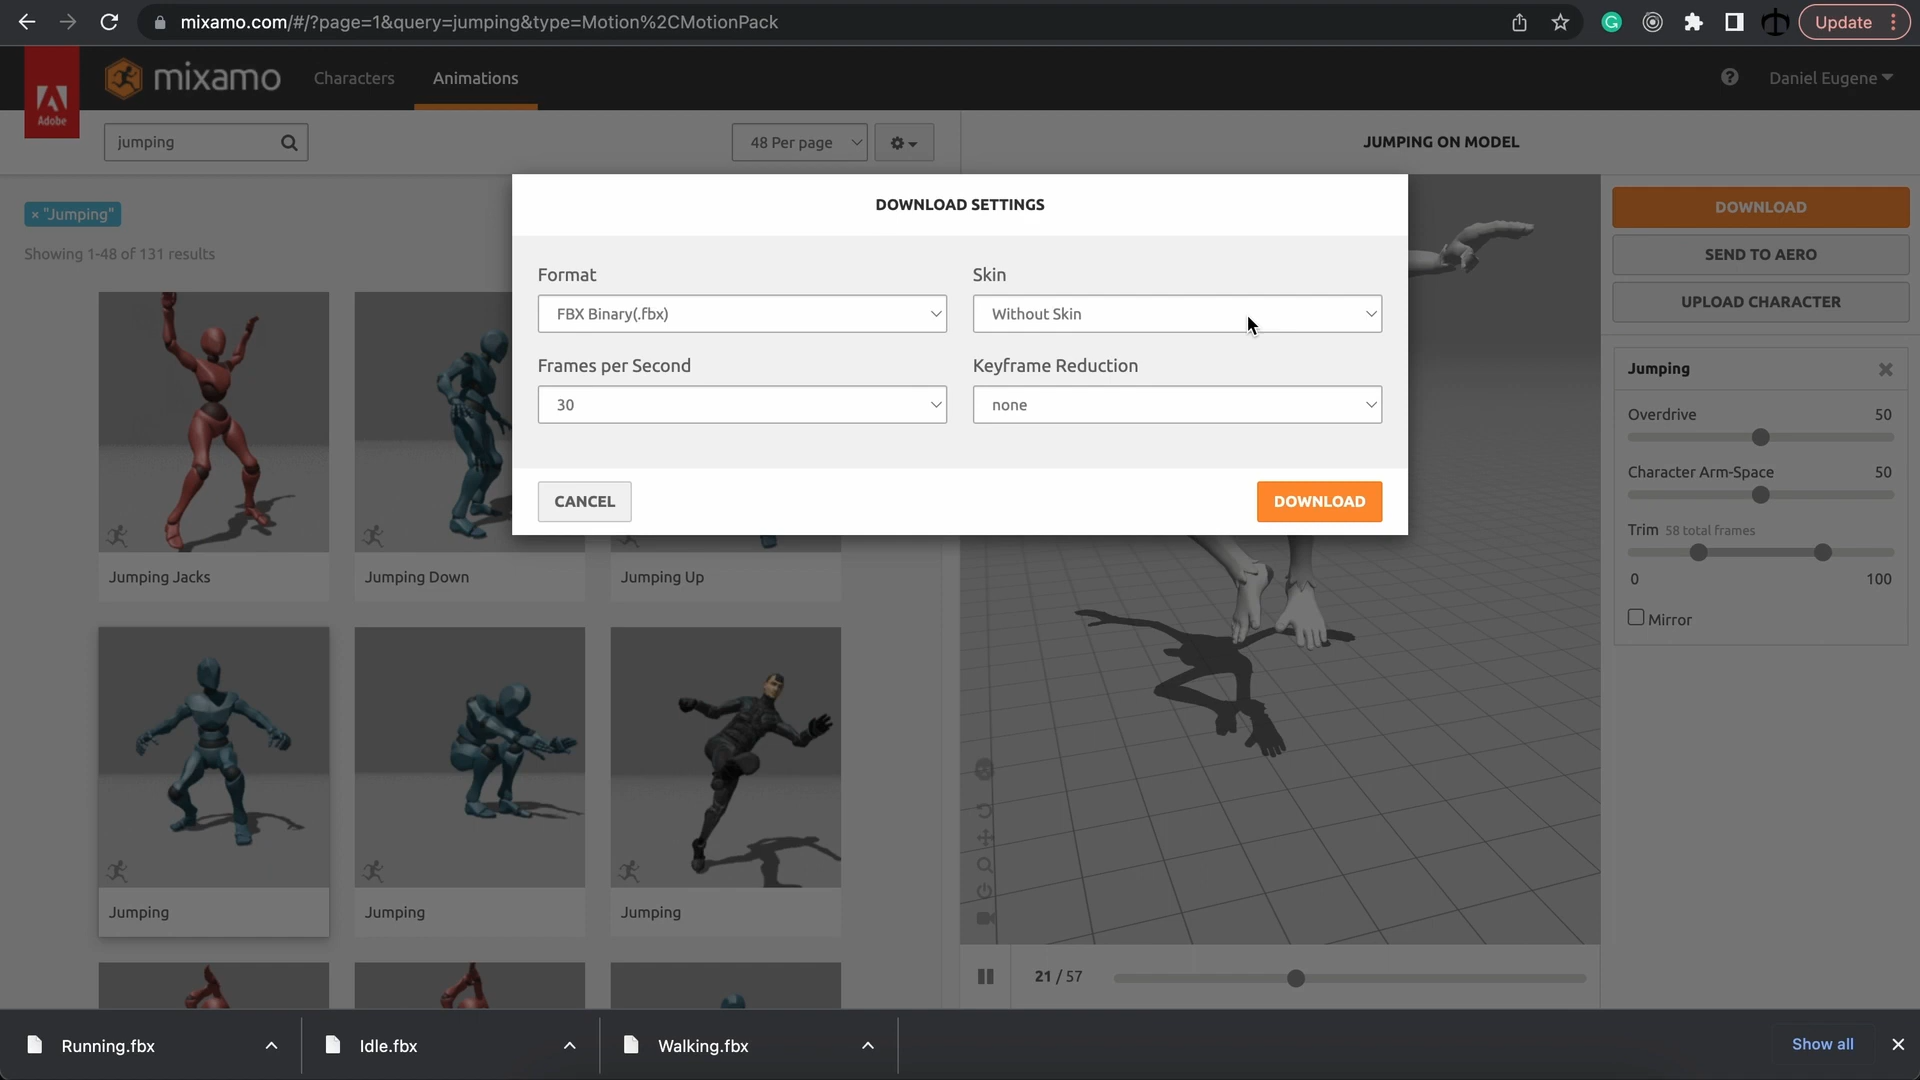 mixamo.com/#/?page=1&query=jumping&type=Motion%2CMotionPack
Update
Adobe
mixamo
Characters
Animations
Daniel Eugene
jumping
48 Per page
JUMPING ON MODEL
× "Jumping"
Showing 1-48 of 131 results
DOWNLOAD SETTINGS
Format
FBX Binary(.fbx)
Skin
Without Skin
Frames per Second
30
Keyframe Reduction
none
CANCEL
DOWNLOAD
DOWNLOAD
SEND TO AERO
UPLOAD CHARACTER
Jumping
Overdrive 50
Character Arm-Space 50
Trim 58 total frames
0 100
Mirror
Jumping Jacks
Jumping Down
Jumping Up
Jumping
Jumping
Jumping
21 / 57
Running.fbx
Idle.fbx
Walking.fbx
Show all